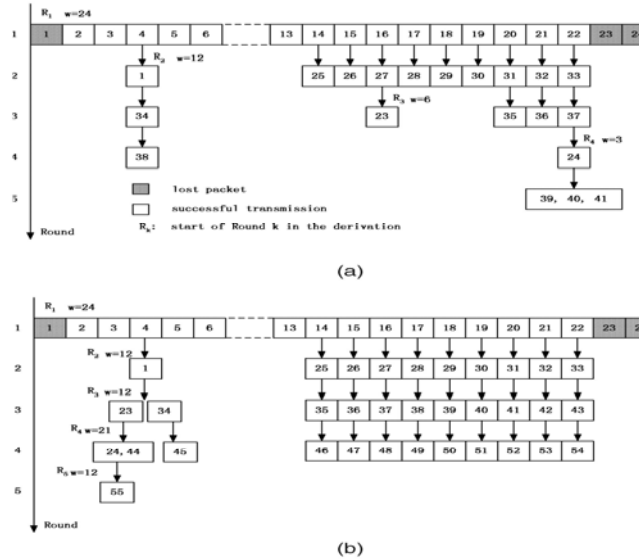 R1 w=24
1 1 2 3 4 5 6 13 14 15 16 17 18 19 20 21 22 23 24
R2 w=12
2 1 25 26 27 28 29 30 31 32 33
R3 w=6
3 34 23 35 36 37
R4 w=3
4 38 24
lost packet
5 39, 40, 41
successful transmission
Rk: start of Round k in the derivation
Round
(a)
R1 w=24
1 1 2 3 4 5 6 13 14 15 16 17 18 19 20 21 22 23 2
R2 w=12
2 1 25 26 27 28 29 30 31 32 33
R3 w=12
3 23 34 35 36 37 38 39 40 41 42 43
R4 w=21
4 24, 44 45 46 47 48 49 50 51 52 53 54
R5 w=12
5 55
Round
(b)